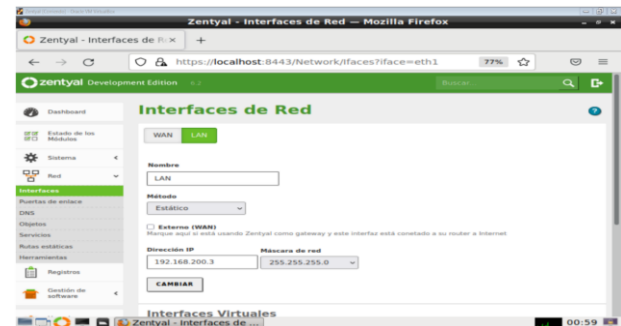 Zentyal - Interfaces de Red — Mozilla Firefox
Zentyal - Interfaces de R
https://localhost:8443/Network/Ifaces?iface=eth1
77%
zentyal Development Edition
Buscar...
Dashboard
Estado de los Módulos
Sistema
Red
Interfaces
Puertas de enlace
DNS
Objetos
Servicios
Rutas estáticas
Herramientas
Registros
Gestión de software
Interfaces de Red
WAN LAN
Nombre
LAN
Método
Estático
Externo (WAN)
Marque aquí si está usando Zentyal como gateway y este interfaz está conetado a su router a Internet
Dirección IP Máscara de red
192.168.200.3 255.255.255.0
CAMBIAR
Interfaces Virtuales
Zentyal - Interfaces de ...
00:59